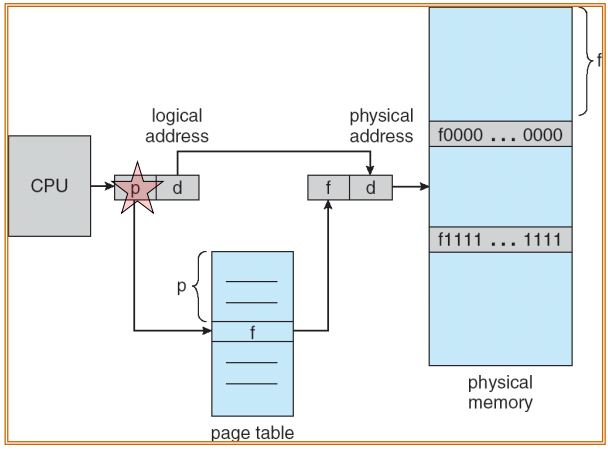 logical
address
physical
address
f
f0000 ... 0000
CPU
p
d
f
d
f1111 ... 1111
p
f
physical
memory
page table